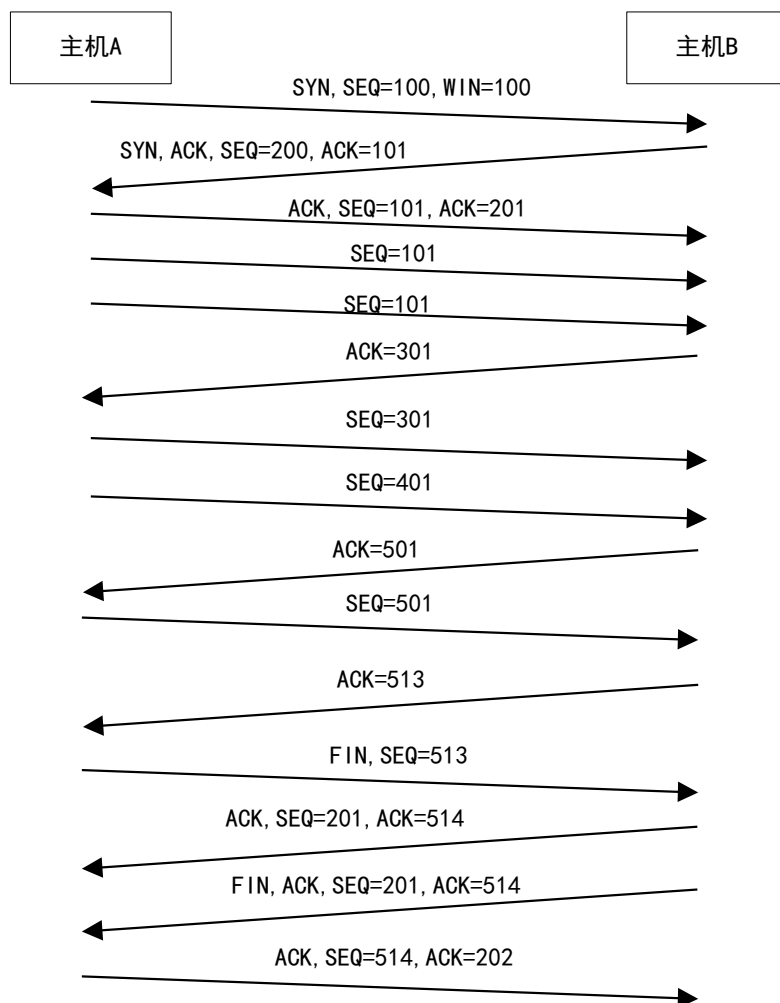 主机A
主机B
SYN,SEQ=100,WIN=100
SYN,ACK,SEQ=200,ACK=101
ACK,SEQ=101,ACK=201
SEQ=101
SEQ=101
ACK=301
SEQ=301
SEQ=401
ACK=501
SEQ=501
ACK=513
FIN,SEQ=513
ACK,SEQ=201,ACK=514
FIN,ACK,SEQ=201,ACK=514
ACK,SEQ=514,ACK=202